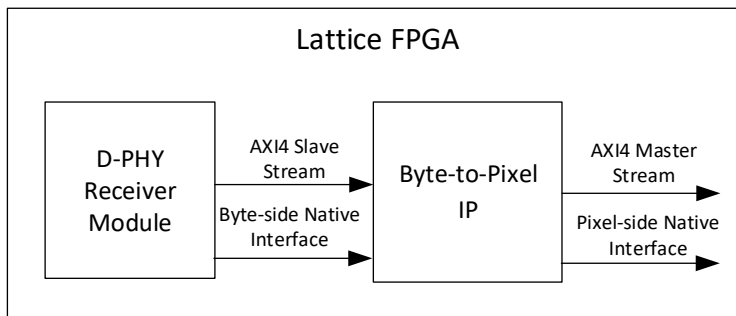 Lattice FPGA
D-PHY
Receiver
Module
AXI4 Slave
Stream
Byte-side Native
Interface
Byte-to-Pixel
IP
AXI4 Master
Stream
Pixel-side Native
Interface